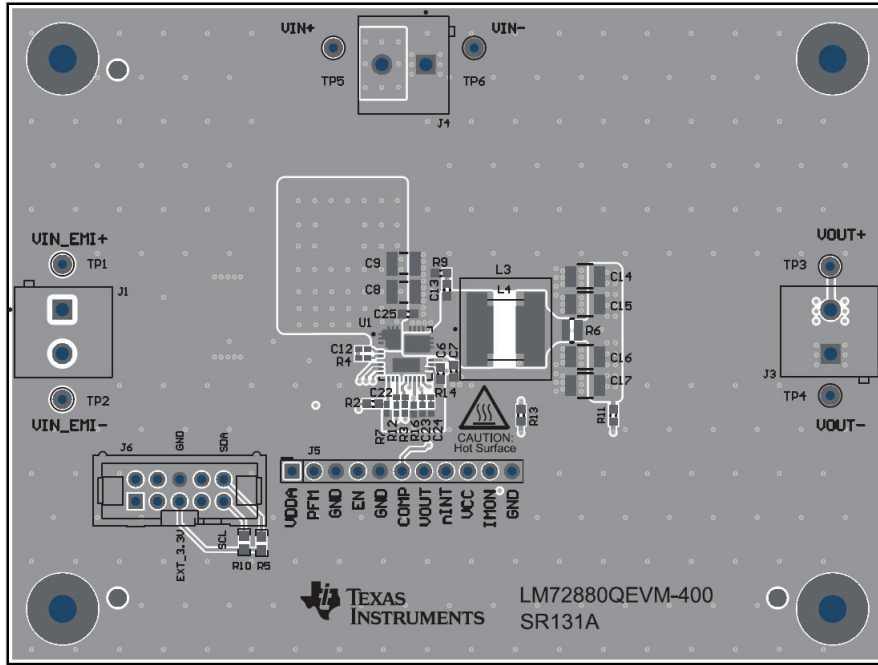 VIN+
VIN-
TP5
TP6
J4
VIN_EMI+
TP1
J1
TP2
VIN_EMI-
VOUT+
TP3
J3
TP4
VOUT-
C9
C8
C25
U1
R9
C13
L3
L4
C14
C15
R6
C16
C17
C12
R4
C6
C7
R14
R2
C22
R7
R12
R3
R16
C23
C24
CAUTION:
Hot Surface
R13
R11
J6
GND
SDA
EXT_3.3V
SCL
R10
R5
J5
VDDA
PFM
GND
EN
GND
COMP
VOUT
nINT
VCC
IMON
GND
TEXAS
INSTRUMENTS
LM72880QEVM-400
SR131A